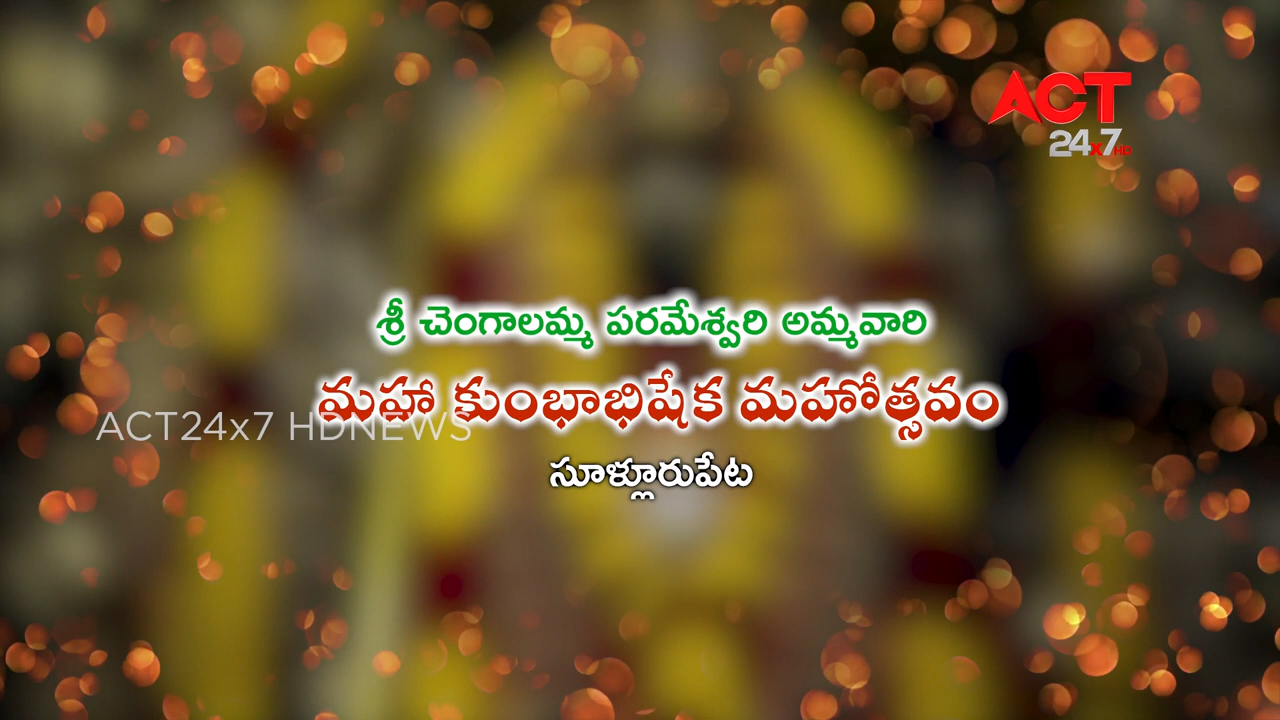 ACT
24x7 HD
శ్రీ చెంగాలమ్మ పరమేశ్వరి అమ్మవారి
మహా కుంభాభిషేక మహోత్సవం
ACT24x7 HDNEWS
సూళ్లూరుపేట